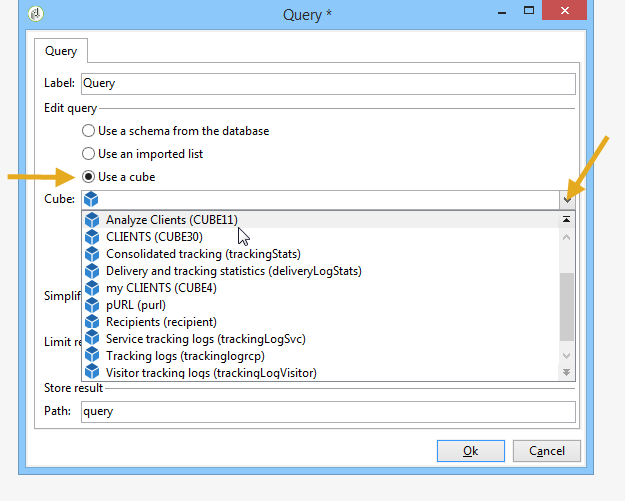 Query *
Query
Label: Query
Edit query
Use a schema from the database
Use an imported list
Use a cube
Cube:
Analyze Clients (CUBE11)
CLIENTS (CUBE30)
Consolidated tracking (trackingStats)
Delivery and tracking statistics (deliveryLogStats)
my CLIENTS (CUBE4)
pURL (purl)
Simplif
Recipients (recipient)
Service tracking logs (trackingLogSvc)
Limit re
Tracking logs (trackinglogrcp)
Visitor tracking logs (trackingLogVisitor)
Store result
Path: query
Ok Cancel